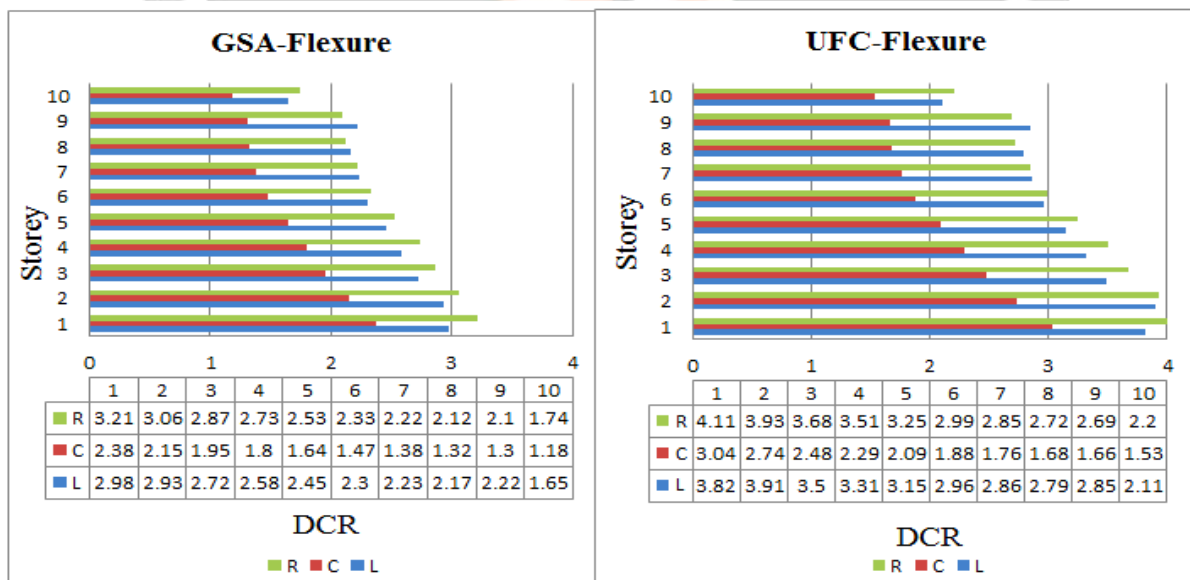 GSA-Flexure
Storey
10
9
8
7
6
5
4
3
2
1
0 1 2 3 4
1 2 3 4 5 6 7 8 9 10
R 3.21 3.06 2.87 2.73 2.53 2.33 2.22 2.12 2.1 1.74
C 2.38 2.15 1.95 1.8 1.64 1.47 1.38 1.32 1.3 1.18
L 2.98 2.93 2.72 2.58 2.45 2.3 2.23 2.17 2.22 1.65
DCR
R C L
UFC-Flexure
Storey
10
9
8
7
6
5
4
3
2
1
0 1 2 3 4
1 2 3 4 5 6 7 8 9 10
R 4.11 3.93 3.68 3.51 3.25 2.99 2.85 2.72 2.69 2.2
C 3.04 2.74 2.48 2.29 2.09 1.88 1.76 1.68 1.66 1.53
L 3.82 3.91 3.5 3.31 3.15 2.96 2.86 2.79 2.85 2.11
DCR
R C L